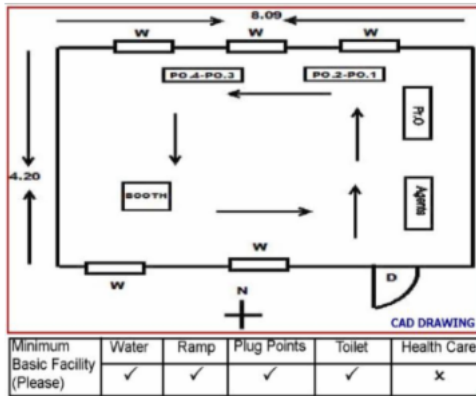 8.09
W W W
PO.4-PO.3 PO.2-PO.1
Pr.O
4.20
BOOTH
Agents
W W
D
N
CAD DRAWING
Minimum Basic Facility (Please) Water Ramp Plug Points Toilet Health Care
✓ ✓ ✓ ✓ x